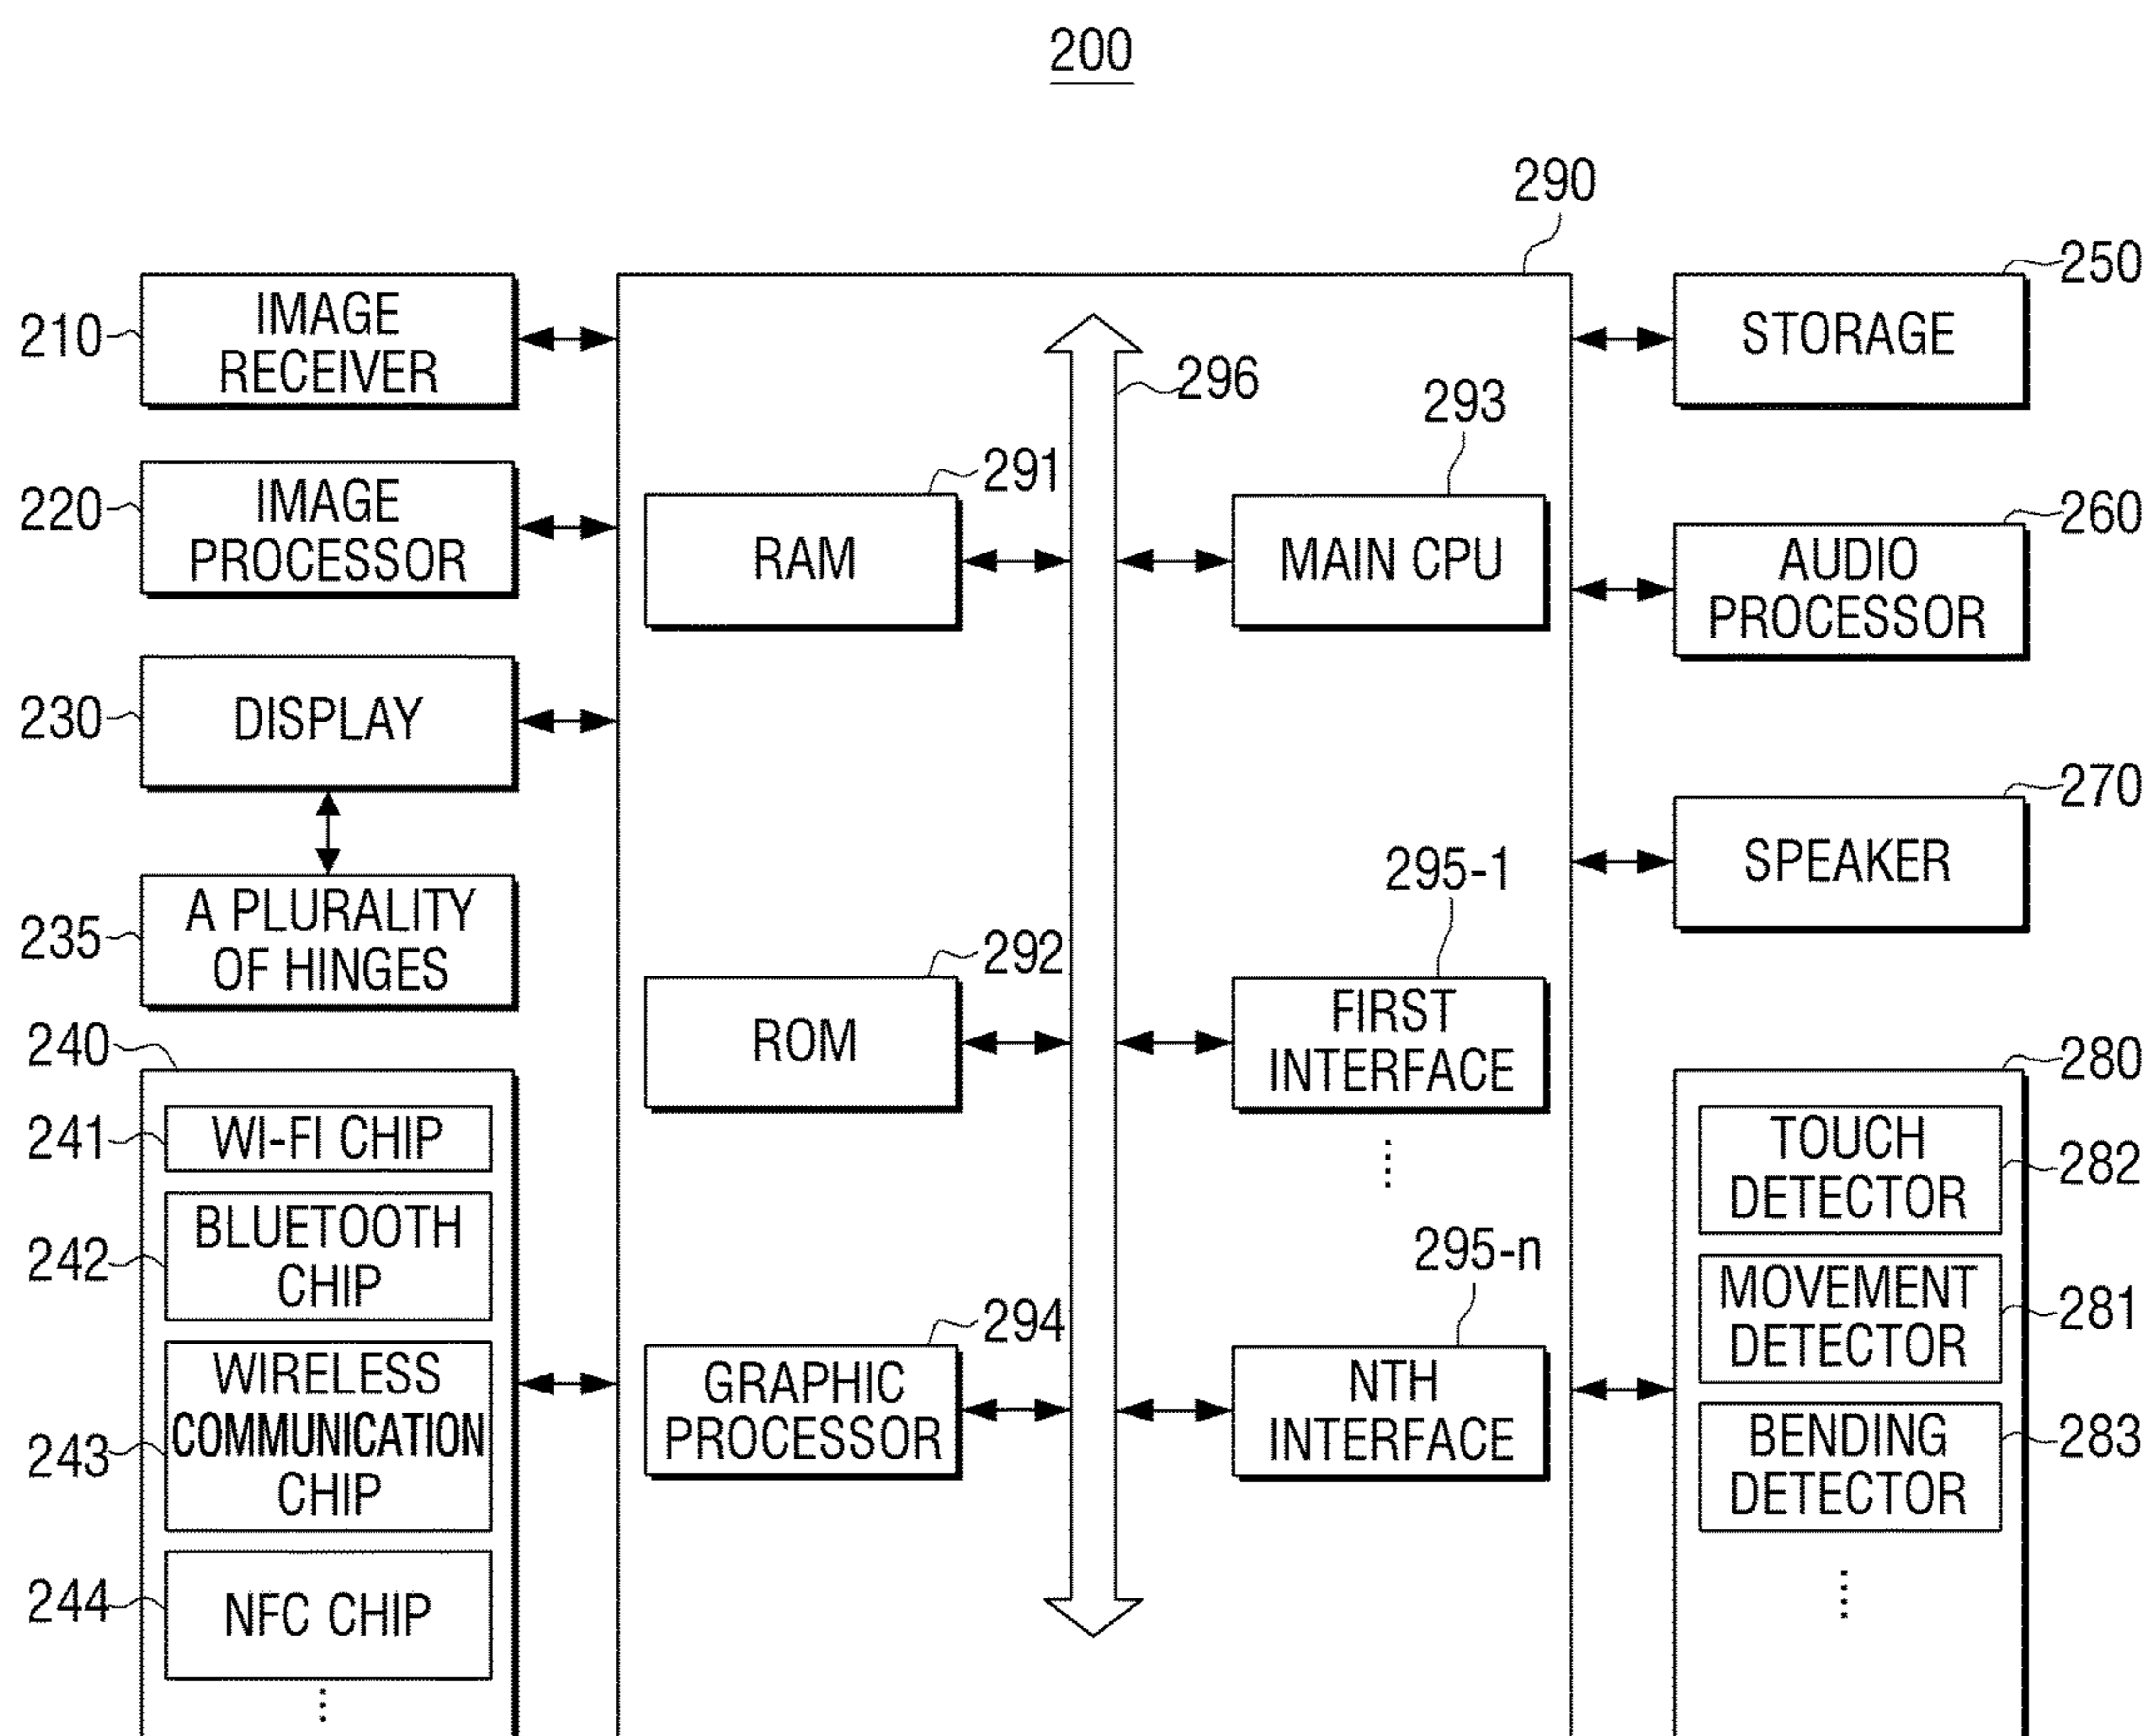 200
290
210
IMAGE
RECEIVER
220
IMAGE
PROCESSOR
230
DISPLAY
235
A PLURALITY
OF HINGES
240
241
WI-FI CHIP
242
BLUETOOTH
CHIP
243
WIRELESS
COMMUNICATION
CHIP
244
NFC CHIP
...
296
291
RAM
292
ROM
294
GRAPHIC
PROCESSOR
293
MAIN CPU
295-1
FIRST
INTERFACE
....
295-n
NTH
INTERFACE
250
STORAGE
260
AUDIO
PROCESSOR
270
SPEAKER
280
TOUCH
DETECTOR
282
MOVEMENT
DETECTOR
281
BENDING
DETECTOR
283
....